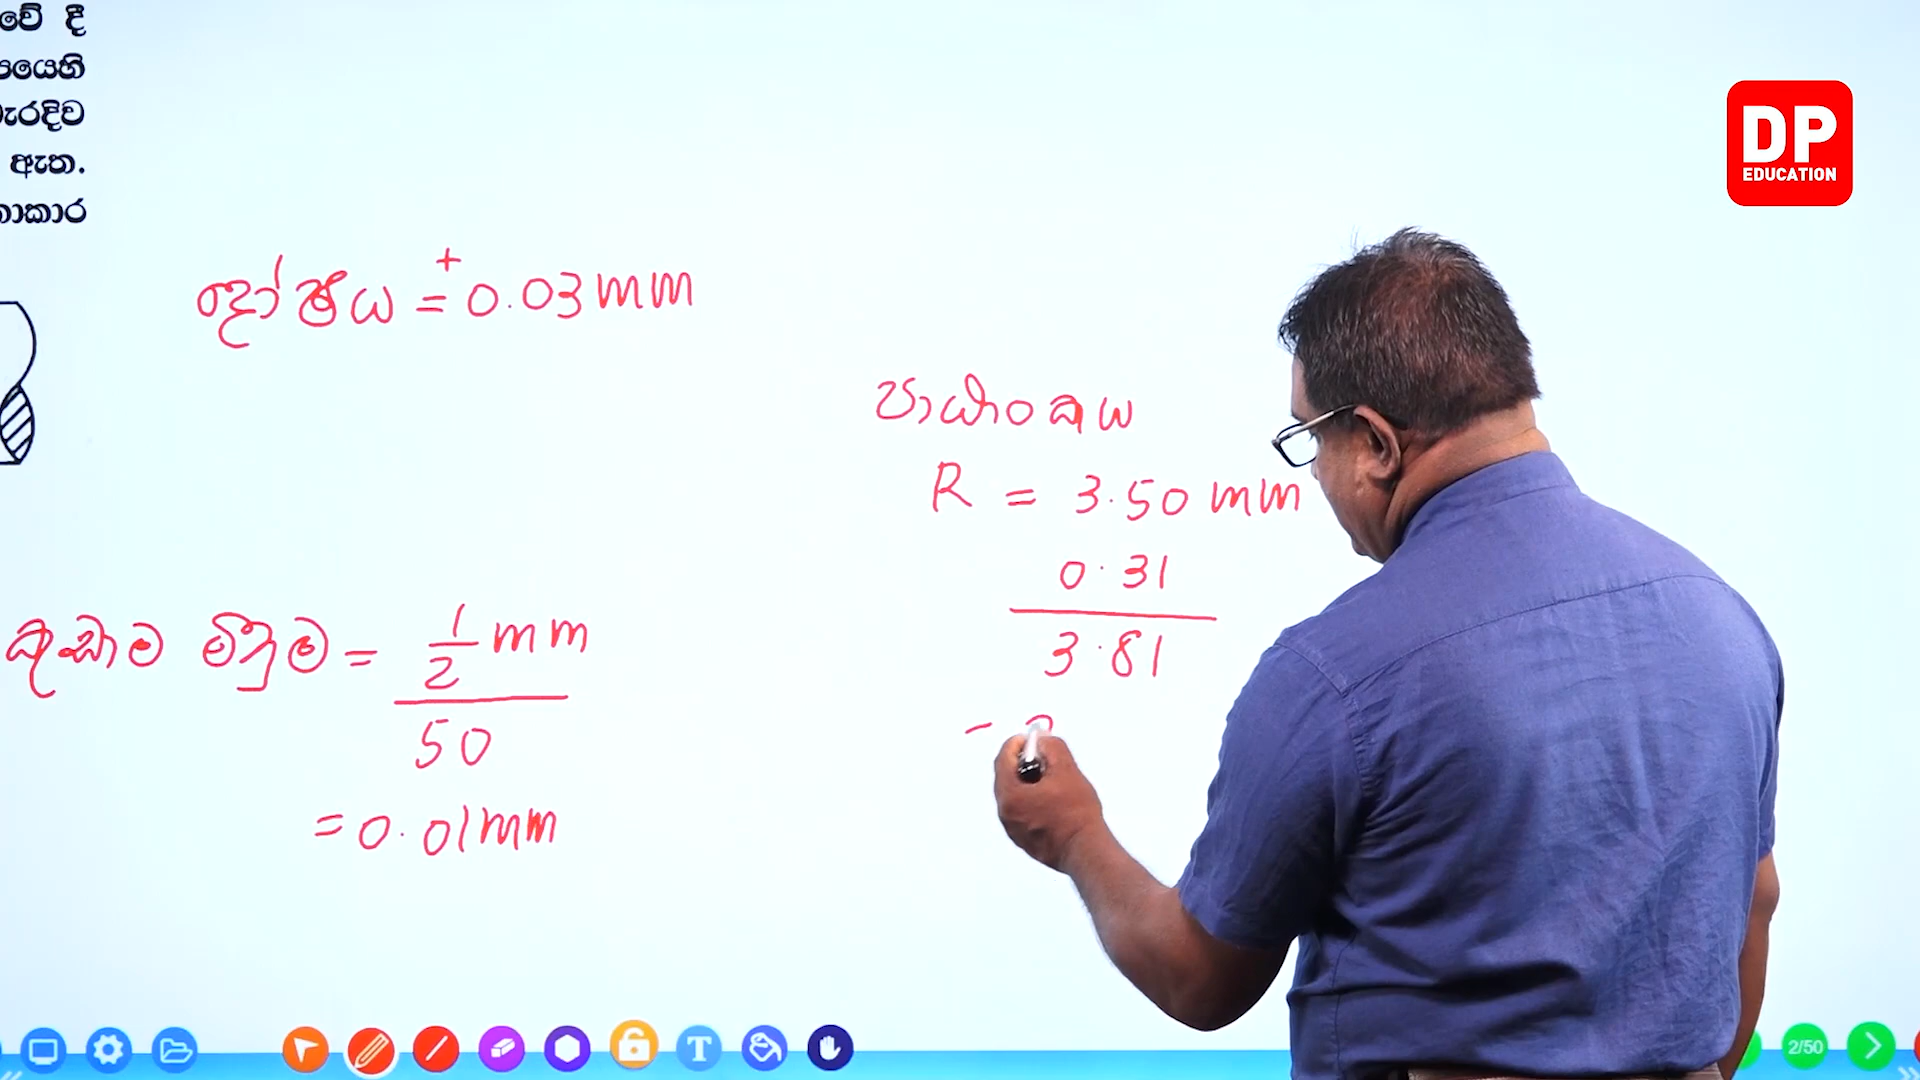 වේ දී
ඇත.
DP
EDUCATION
දෝෂය = + 0.03 mm
පාඨාංකය
R = 3.50 mm
0.31
3.81
-
කුඩාම මිනුම = 1/2 mm
50
= 0.01 mm
T
2/50